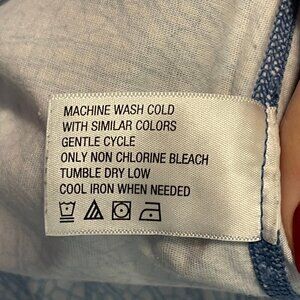 MACHINE WASH COLD
WITH SIMILAR COLORS
GENTLE CYCLE
ONLY NON CHLORINE BLEACH
TUMBLE DRY LOW
COOL IRON WHEN NEEDED